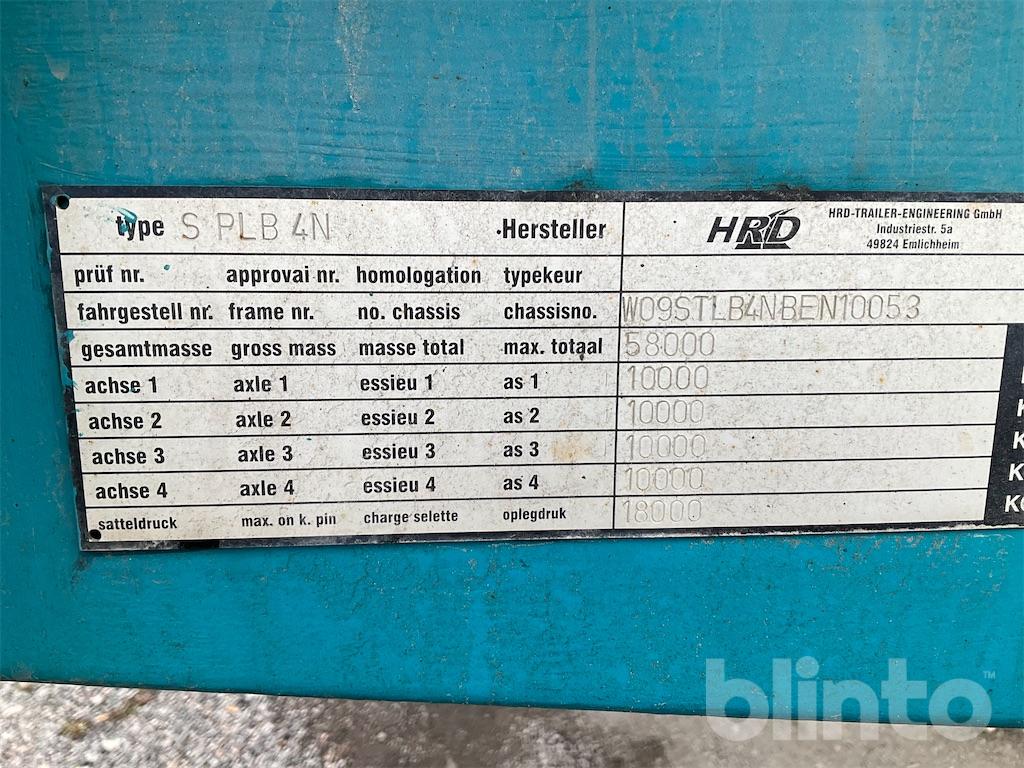 type S PLB 4N ·Hersteller HRD HRD-TRAILER-ENGINEERING GmbH
Industriestr. 5a
49824 Emlichheim
prüf nr. approvai nr. homologation typekeur
fahrgestell nr. frame nr. no. chassis chassisno. W09STLB4NBEN10053
gesamtmasse gross mass masse total max. totaal 58000
achse 1 axle 1 essieu 1 as 1 10000
achse 2 axle 2 essieu 2 as 2 10000 K
achse 3 axle 3 essieu 3 as 3 10000 K
achse 4 axle 4 essieu 4 as 4 10000 K
satteldruck max. on k. pin charge selette oplegdruk 18000 KG
blinto™